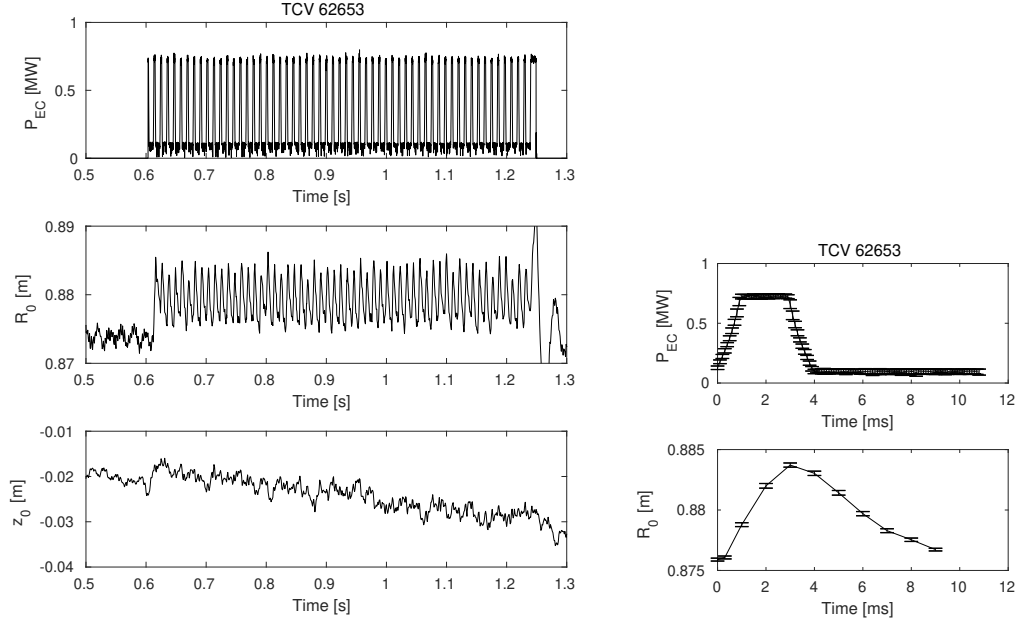 TCV 62653
1
0.5
0
P_EC [MW]
0.5 0.6 0.7 0.8 0.9 1 1.1 1.2 1.3
Time [s]
0.89
0.88
0.87
R_0 [m]
0.5 0.6 0.7 0.8 0.9 1 1.1 1.2 1.3
Time [s]
-0.01
-0.02
-0.03
-0.04
z_0 [m]
0.5 0.6 0.7 0.8 0.9 1 1.1 1.2 1.3
Time [s]
TCV 62653
1
0.5
0
P_EC [MW]
0 2 4 6 8 10 12
Time [ms]
0.885
0.88
0.875
R_0 [m]
0 2 4 6 8 10 12
Time [ms]